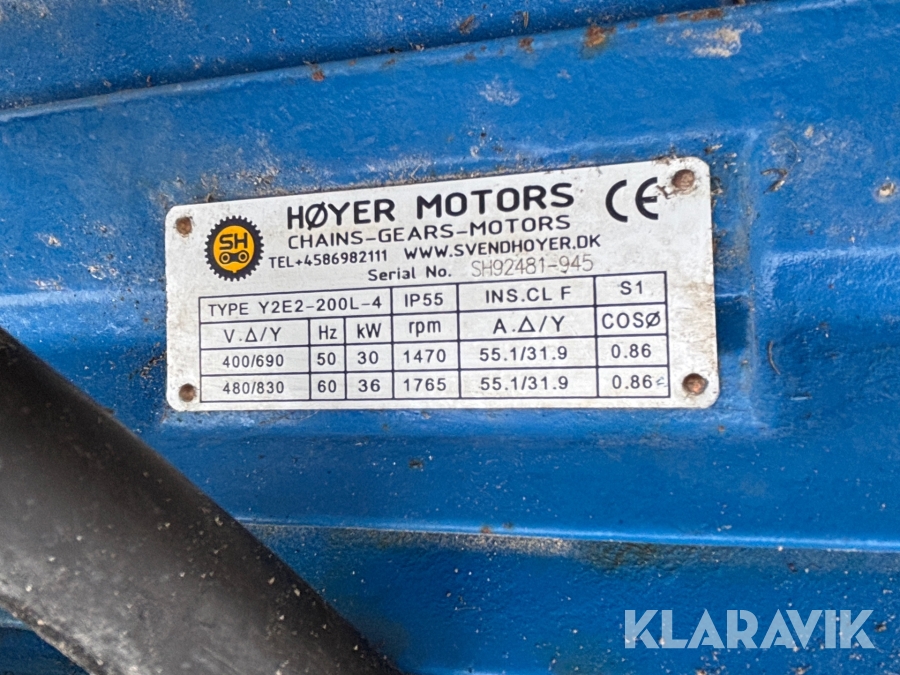 SH
HØYER MOTORS CE
CHAINS-GEARS-MOTORS
TEL+4586982111 WWW.SVENDHOYER.DK
Serial No. SH92481-945
TYPE Y2E2-200L-4 IP55 INS.CL F S1
V.Δ/Y Hz kW rpm A.Δ/Y COSØ
400/690 50 30 1470 55.1/31.9 0.86
480/830 60 36 1765 55.1/31.9 0.86
KLARAVIK